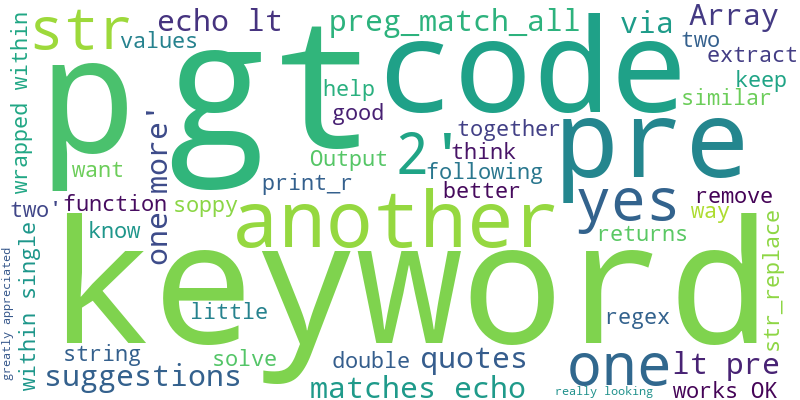 str
values
echo lt
preg_match_all
via
Array
two
extract
keep
similar
p
gt
code
pre
help
good
together
think
2'
Output
following
better
want
print_r
wrapped within
one more'
two'
function
soppy
know
another
yes
remove
way
returns
keyword
str_replace
greatly appreciated
within single
little
regex
string
solve
suggestions
double
quotes
matches echo
one
lt pre
works OK
really looking